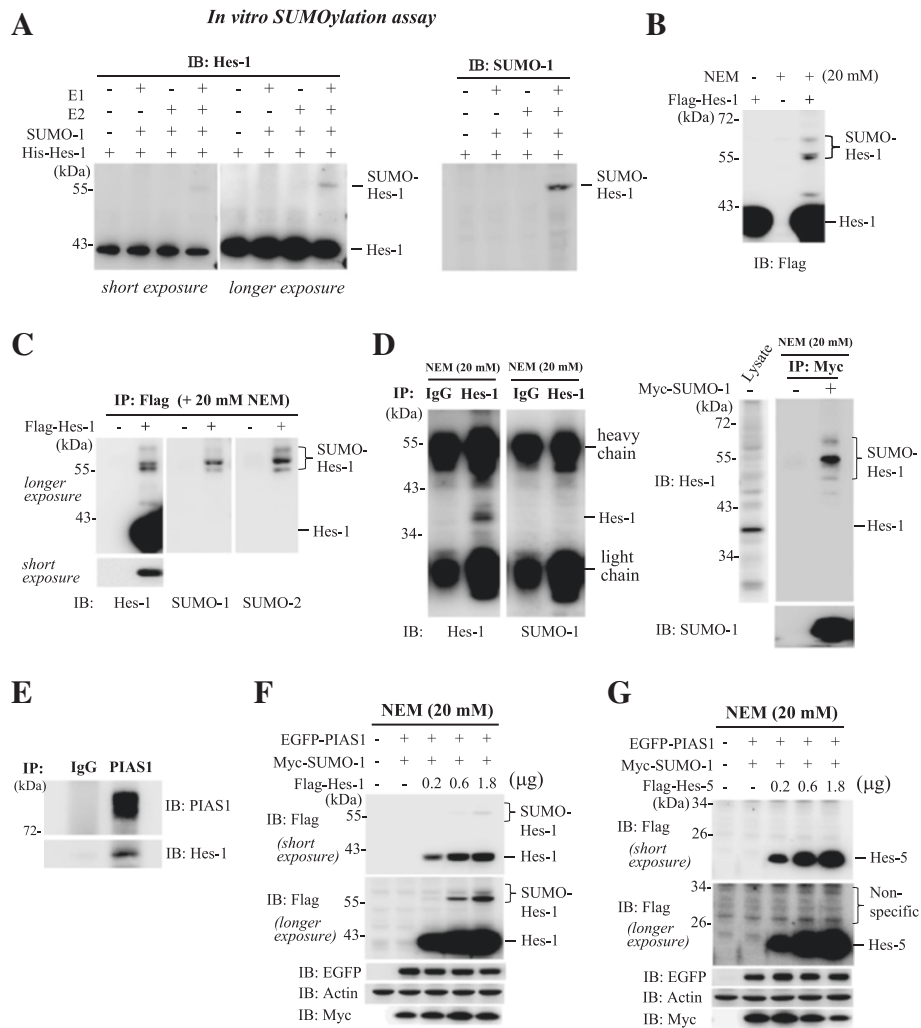 In vitro SUMOylation assay
A
IB: Hes-1
E1 - + - + - + - +
E2 - - + + - - + +
SUMO-1 - + + + - + + +
His-Hes-1 + + + + + + + +
(kDa)
55-
43-
SUMO-
Hes-1
Hes-1
short exposure longer exposure
IB: SUMO-1
- + - +
- - + +
- + + +
+ + + +
SUMO-
Hes-1
B
NEM - + + (20 mM)
Flag-Hes-1 + - +
(kDa)
72-
55-
43-
SUMO-
Hes-1
Hes-1
IB: Flag
C
IP: Flag (+ 20 mM NEM)
Flag-Hes-1 - + - + - +
(kDa)
55-
longer
exposure
43-
SUMO-
Hes-1
Hes-1
short
exposure
IB: Hes-1 SUMO-1 SUMO-2
D
NEM (20 mM) NEM (20 mM)
IP: IgG Hes-1 IgG Hes-1
(kDa)
55-
43-
34-
heavy
chain
Hes-1
light
chain
IB: Hes-1 SUMO-1
Lysate
NEM (20 mM)
IP: Myc
Myc-SUMO-1 - - +
(kDa)
72-
55-
IB: Hes-1
43-
34-
SUMO-
Hes-1
Hes-1
IB: SUMO-1
E
IP: IgG PIAS1
(kDa)
72-
IB: PIAS1
IB: Hes-1
F
NEM (20 mM)
EGFP-PIAS1 - + + + +
Myc-SUMO-1 - + + + +
Flag-Hes-1 - - 0.2 0.6 1.8 (µg)
(kDa)
IB: Flag
(short
exposure)
55-
43-
SUMO-
Hes-1
Hes-1
IB: Flag
(longer
exposure)
55-
43-
SUMO-
Hes-1
Hes-1
IB: EGFP
IB: Actin
IB: Myc
G
NEM (20 mM)
EGFP-PIAS1 - + + + +
Myc-SUMO-1 - + + + +
Flag-Hes-5 - - 0.2 0.6 1.8 (µg)
(kDa)
34-
IB: Flag
(short
exposure)
26-
Hes-5
34-
IB: Flag
(longer
exposure)
26-
Non-
specific
Hes-5
IB: EGFP
IB: Actin
IB: Myc